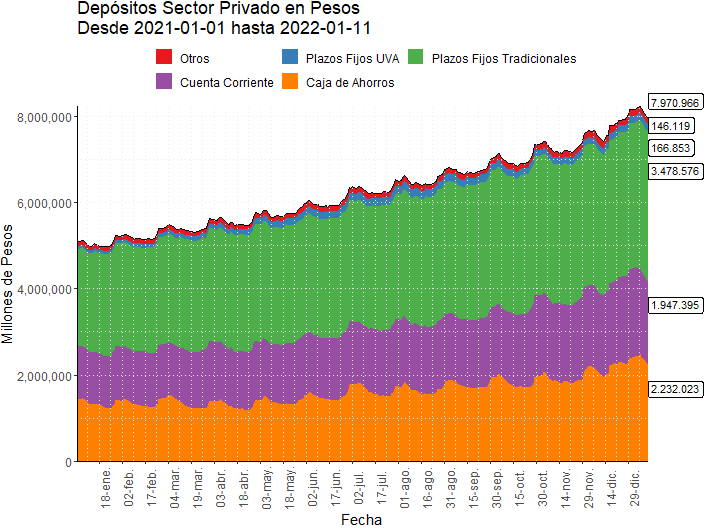 Depósitos Sector Privado en Pesos
Desde 2021-01-01 hasta 2022-01-11
Otros
Plazos Fijos UVA
Plazos Fijos Tradicionales
Cuenta Corriente
Caja de Ahorros
Millones de Pesos
8,000,000
6,000,000
4,000,000
2,000,000
0
7.970.966
146.119
166.853
3.478.576
1.947.395
2.232.023
18-ene.
02-feb.
17-feb.
04-mar.
19-mar.
03-abr.
18-abr.
03-may.
18-may.
02-jun.
17-jun.
02-jul.
17-jul.
01-ago.
16-ago.
31-ago.
15-sep.
30-sep.
15-oct.
30-oct.
14-nov.
29-nov.
14-dic.
29-dic.
Fecha